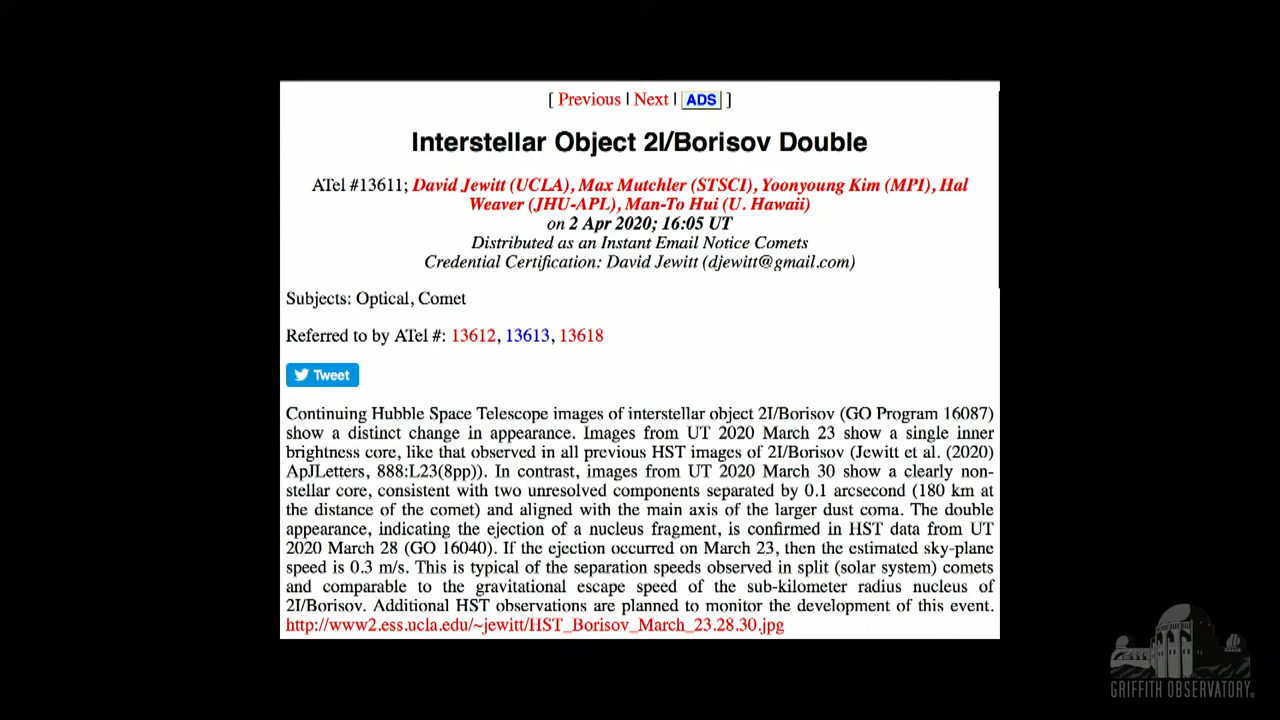 [ Previous | Next | ADS ]
Interstellar Object 2I/Borisov Double
ATel #13611; David Jewitt (UCLA), Max Mutchler (STSCI), Yoonyoung Kim (MPI), Hal
Weaver (JHU-APL), Man-To Hui (U. Hawaii)
on 2 Apr 2020; 16:05 UT
Distributed as an Instant Email Notice Comets
Credential Certification: David Jewitt (djewitt@gmail.com)
Subjects: Optical, Comet
Referred to by ATel #: 13612, 13613, 13618
Tweet
Continuing Hubble Space Telescope images of interstellar object 2I/Borisov (GO Program 16087)
show a distinct change in appearance. Images from UT 2020 March 23 show a single inner
brightness core, like that observed in all previous HST images of 2I/Borisov (Jewitt et al. (2020)
ApJLetters, 888:L23(8pp)). In contrast, images from UT 2020 March 30 show a clearly non-
stellar core, consistent with two unresolved components separated by 0.1 arcsecond (180 km at
the distance of the comet) and aligned with the main axis of the larger dust coma. The double
appearance, indicating the ejection of a nucleus fragment, is confirmed in HST data from UT
2020 March 28 (GO 16040). If the ejection occurred on March 23, then the estimated sky-plane
speed is 0.3 m/s. This is typical of the separation speeds observed in split (solar system) comets
and comparable to the gravitational escape speed of the sub-kilometer radius nucleus of
2I/Borisov. Additional HST observations are planned to monitor the development of this event.
http://www2.ess.ucla.edu/~jewitt/HST_Borisov_March_23.28.30.jpg
GRIFFITH OBSERVATORY